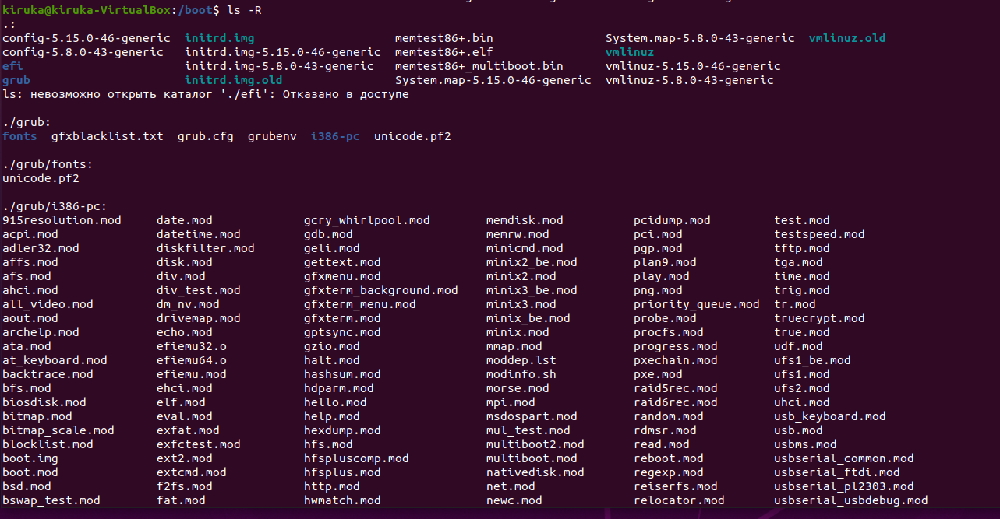 kiruka@kiruka-VirtualBox:/boot$ ls -R
.:
config-5.15.0-46-generic  initrd.img                    memtest86+.bin                System.map-5.8.0-43-generic  vmlinuz.old
config-5.8.0-43-generic   initrd.img-5.15.0-46-generic  memtest86+.elf                vmlinuz
efi                       initrd.img-5.8.0-43-generic   memtest86+_multiboot.bin      vmlinuz-5.15.0-46-generic
grub                      initrd.img.old                System.map-5.15.0-46-generic  vmlinuz-5.8.0-43-generic
ls: невозможно открыть каталог './efi': Отказано в доступе
./grub:
fonts  gfxblacklist.txt  grub.cfg  grubenv  i386-pc  unicode.pf2
./grub/fonts:
unicode.pf2
./grub/i386-pc:
915resolution.mod     date.mod             gcry_whirlpool.mod        memdisk.mod          pcidump.mod         test.mod
acpi.mod              datetime.mod         gdb.mod                   memrw.mod            pci.mod             testspeed.mod
adler32.mod           diskfilter.mod       geli.mod                  minicmd.mod          pgp.mod             tftp.mod
affs.mod              disk.mod             gettext.mod               minix2_be.mod        plan9.mod           tga.mod
afs.mod               div.mod              gfxmenu.mod               minix2.mod           play.mod            time.mod
ahci.mod              div_test.mod         gfxterm_background.mod    minix3_be.mod        png.mod             trig.mod
all_video.mod         dm_nv.mod            gfxterm_menu.mod          minix3.mod           priority_queue.mod  tr.mod
aout.mod              drivemap.mod         gfxterm.mod               minix_be.mod         probe.mod           truecrypt.mod
archelp.mod           echo.mod             gptsync.mod               minix.mod            procfs.mod          true.mod
ata.mod               efiemu32.o           gzio.mod                  mmap.mod             progress.mod        udf.mod
at_keyboard.mod       efiemu64.o           halt.mod                  moddep.lst           pxechain.mod        ufs1_be.mod
backtrace.mod         efiemu.mod           hashsum.mod               modinfo.sh           pxe.mod             ufs1.mod
bfs.mod               ehci.mod             hdparm.mod                morse.mod            raid5rec.mod        ufs2.mod
biosdisk.mod          elf.mod              hello.mod                 mpi.mod              raid6rec.mod        uhci.mod
bitmap.mod            eval.mod             help.mod                  msdospart.mod        random.mod          usb_keyboard.mod
bitmap_scale.mod      exfat.mod            hexdump.mod               mul_test.mod         rdmsr.mod           usb.mod
blocklist.mod         exfctest.mod         hfs.mod                   multiboot2.mod       read.mod            usbms.mod
boot.img              ext2.mod             hfspluscomp.mod           multiboot.mod        reboot.mod          usbserial_common.mod
boot.mod              extcmd.mod           hfsplus.mod               nativedisk.mod       regexp.mod          usbserial_ftdi.mod
bsd.mod               f2fs.mod             http.mod                  net.mod              reiserfs.mod        usbserial_pl2303.mod
bswap_test.mod        fat.mod              hwmatch.mod               newc.mod             relocator.mod       usbserial_usbdebug.mod